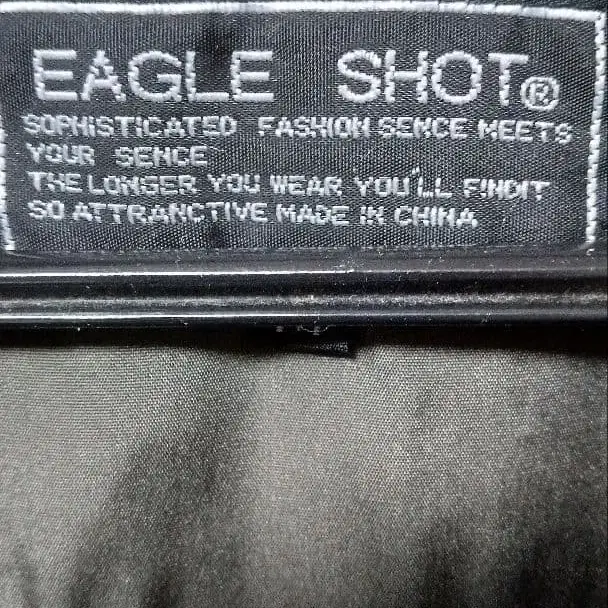 EAGLE SHOT®
SOPHISTICATED FASHION SENCE MEETS
YOUR SENCE
THE LONGER YOU WEAR YOU'LL FINDIT
SO ATTRANCTIVE MADE IN CHINA